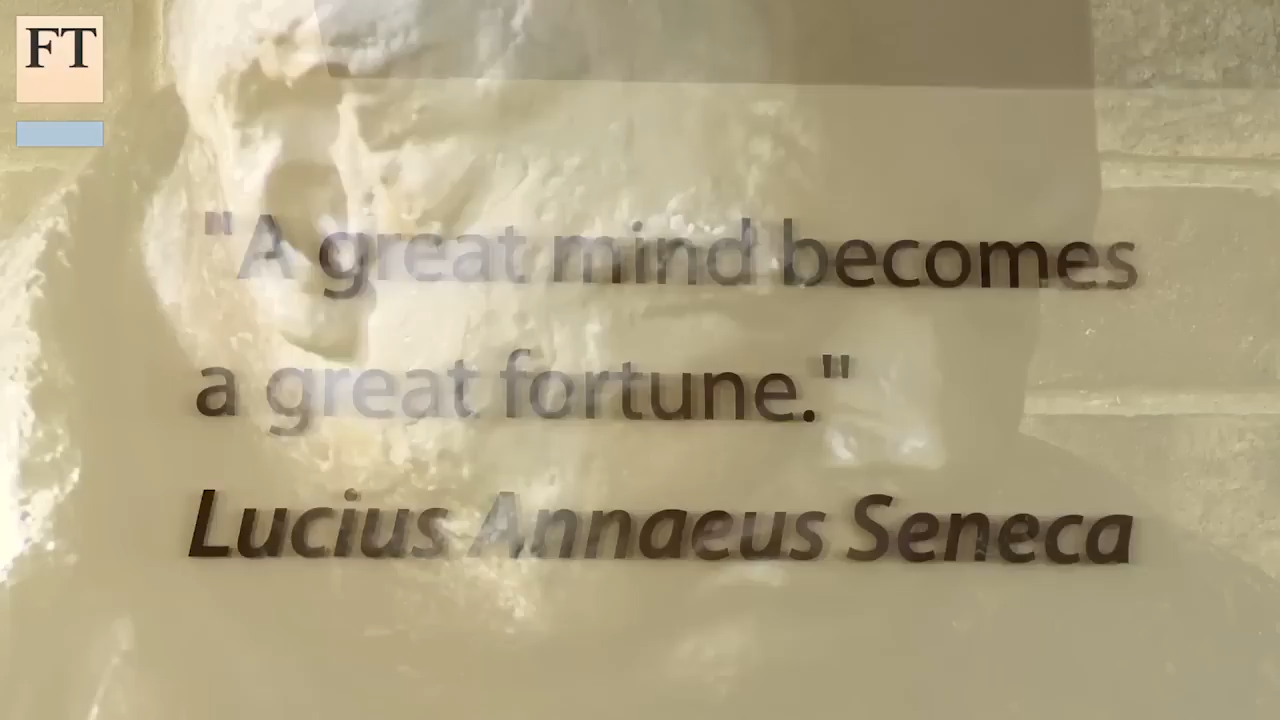 FT
"A great mind becomes
a great fortune."
Lucius Annaeus Seneca